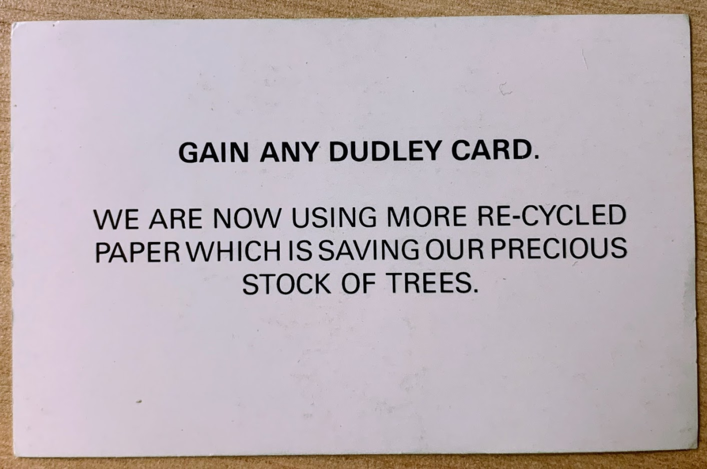 GAIN ANY DUDLEY CARD.
WE ARE NOW USING MORE RE-CYCLED
PAPER WHICH IS SAVING OUR PRECIOUS
STOCK OF TREES.